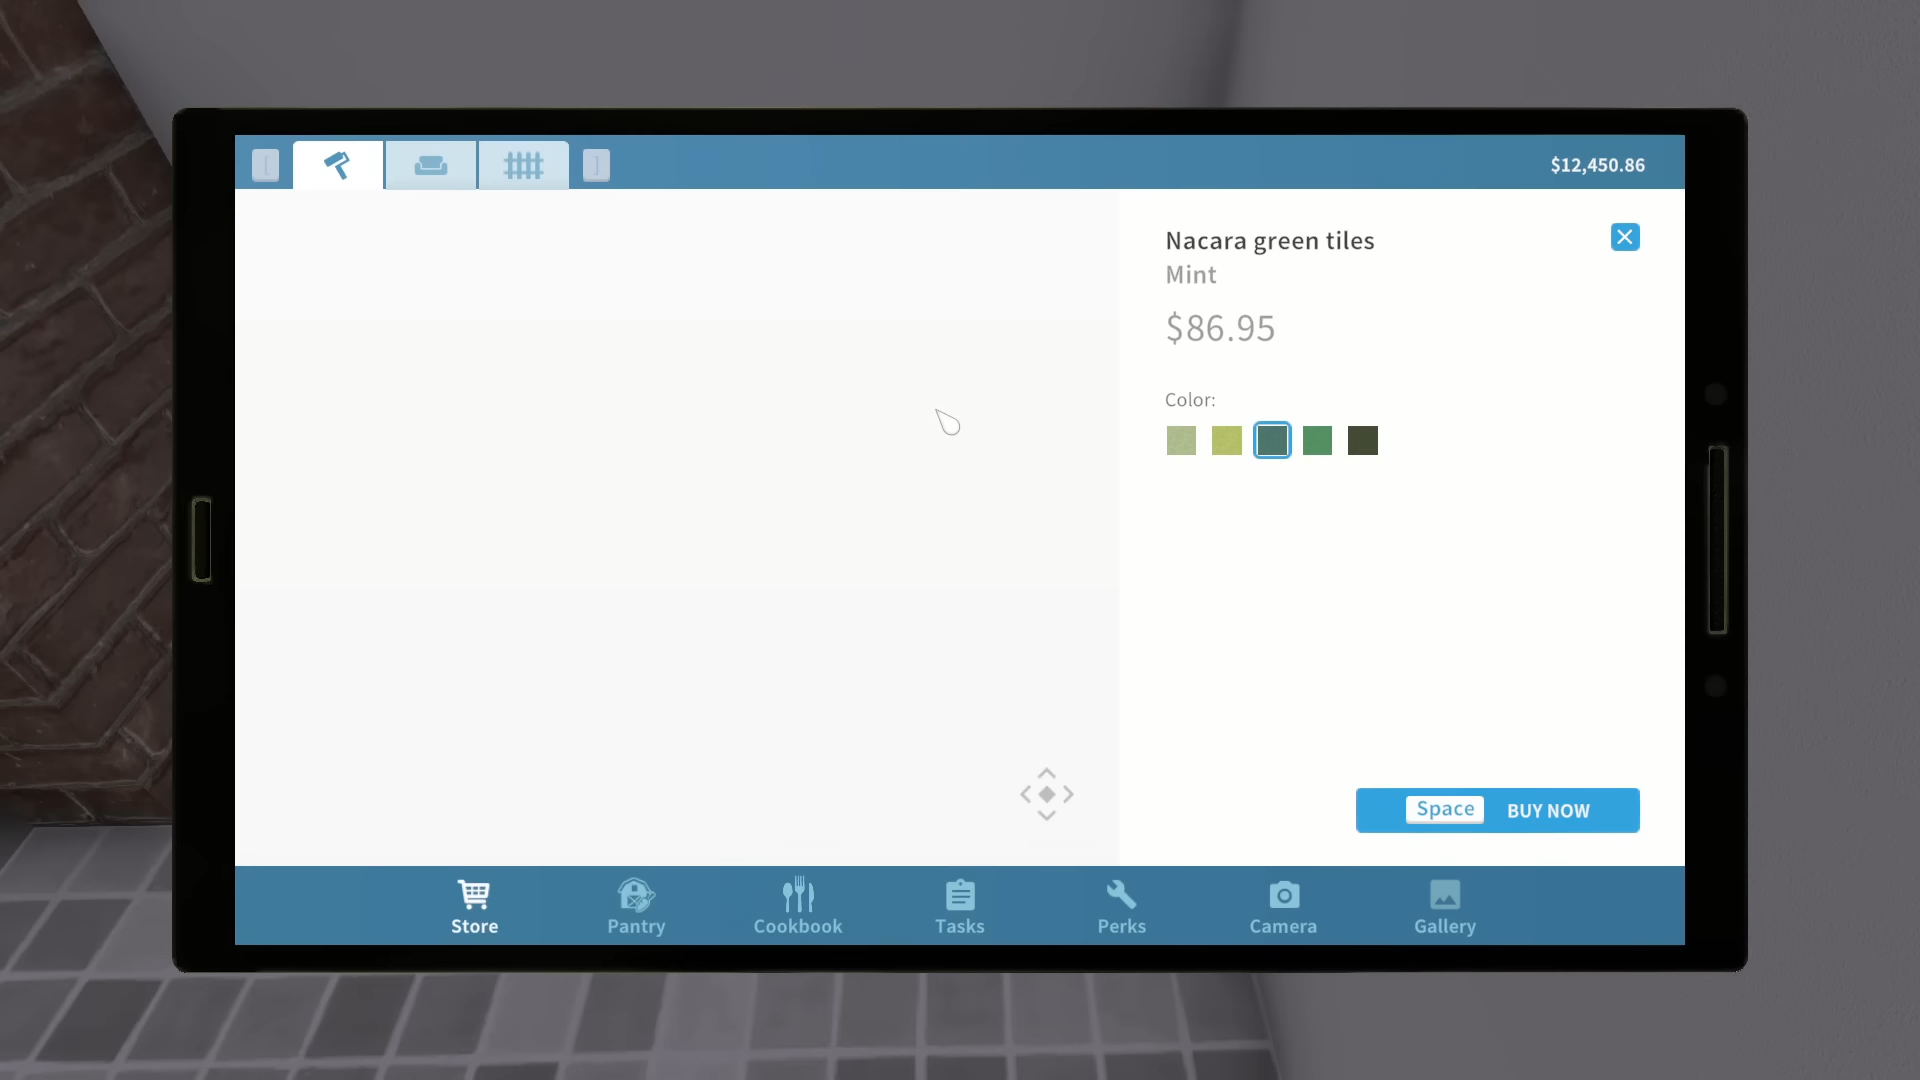 [
]
$12,450.86
Nacara green tiles
Mint
$86.95
Color:
Space BUY NOW
Store
Pantry
Cookbook
Tasks
Perks
Camera
Gallery